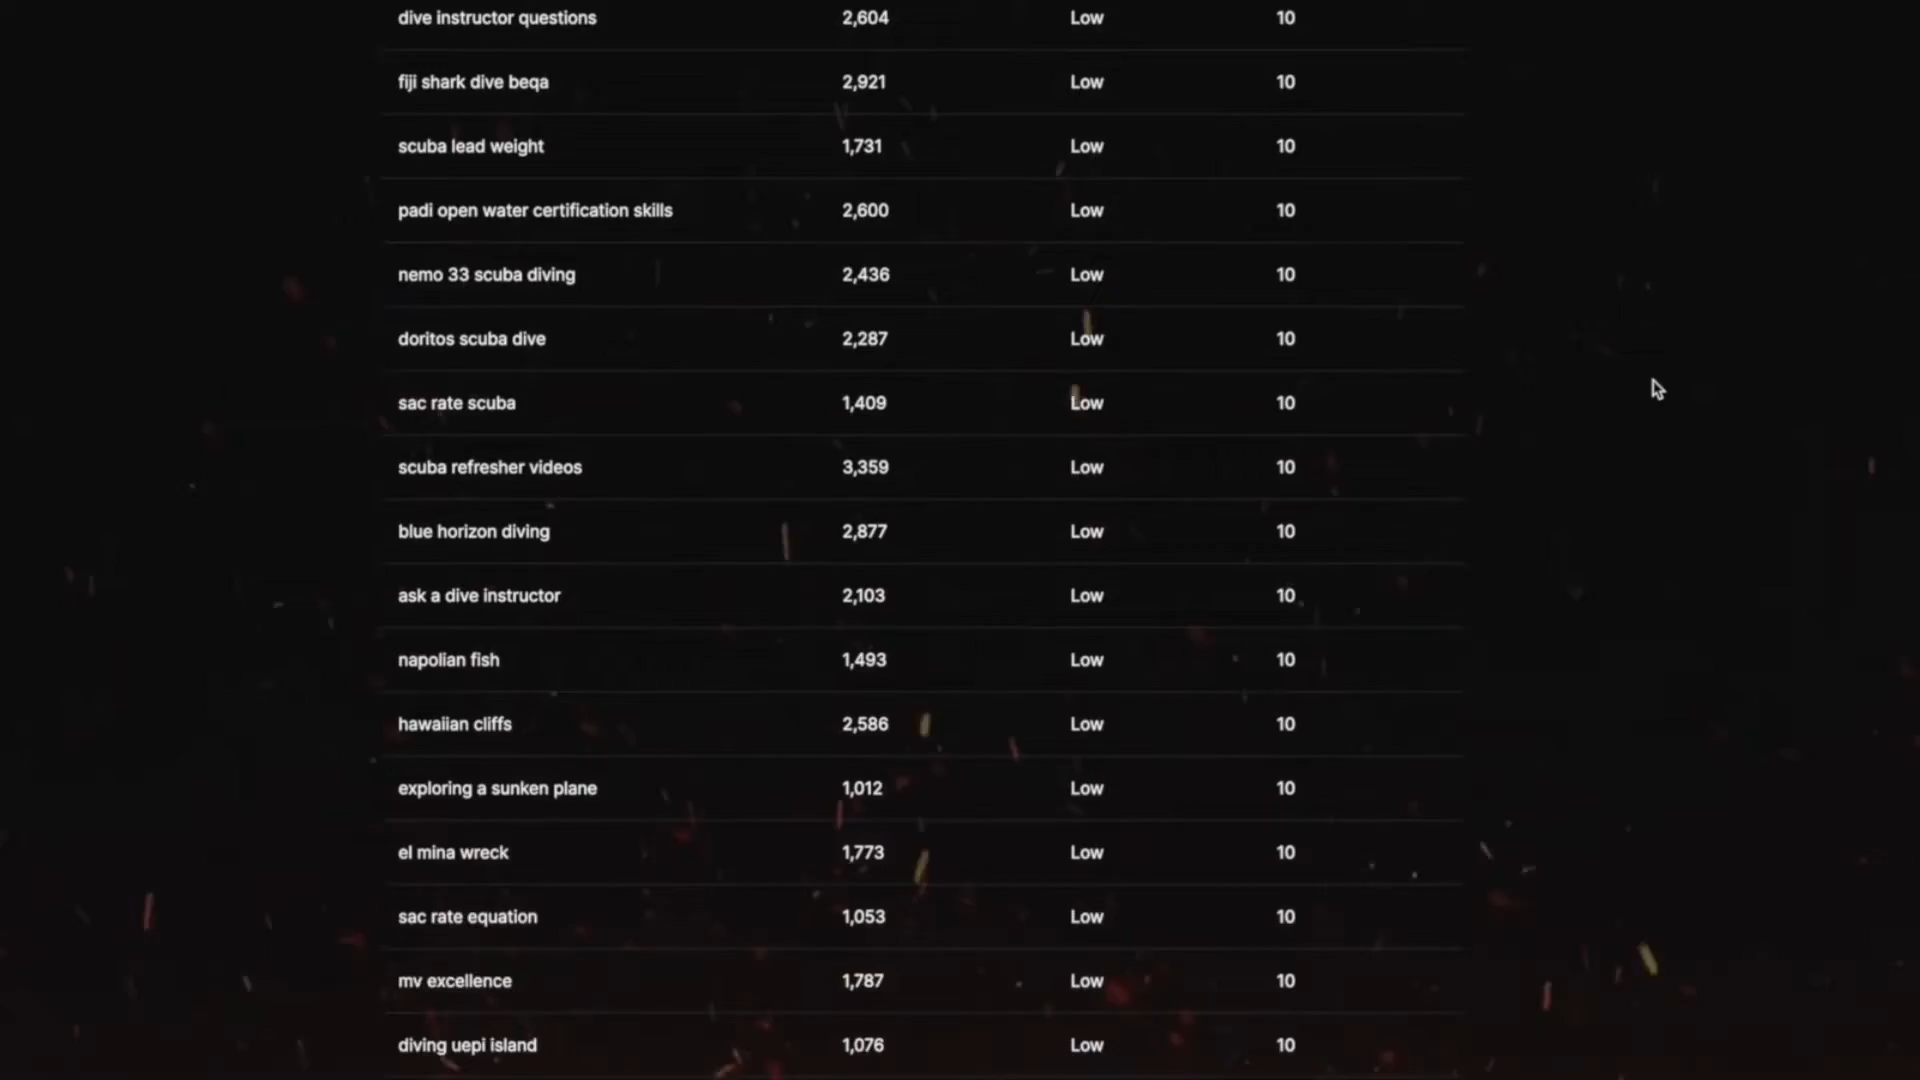 dive instructor questions 2,604 Low 10
fiji shark dive beqa 2,921 Low 10
scuba lead weight 1,731 Low 10
padi open water certification skills 2,600 Low 10
nemo 33 scuba diving 2,436 Low 10
doritos scuba dive 2,287 Low 10
sac rate scuba 1,409 Low 10
scuba refresher videos 3,359 Low 10
blue horizon diving 2,877 Low 10
ask a dive instructor 2,103 Low 10
napolian fish 1,493 Low 10
hawaiian cliffs 2,586 Low 10
exploring a sunken plane 1,012 Low 10
el mina wreck 1,773 Low 10
sac rate equation 1,053 Low 10
mv excellence 1,787 Low 10
diving uepi island 1,076 Low 10